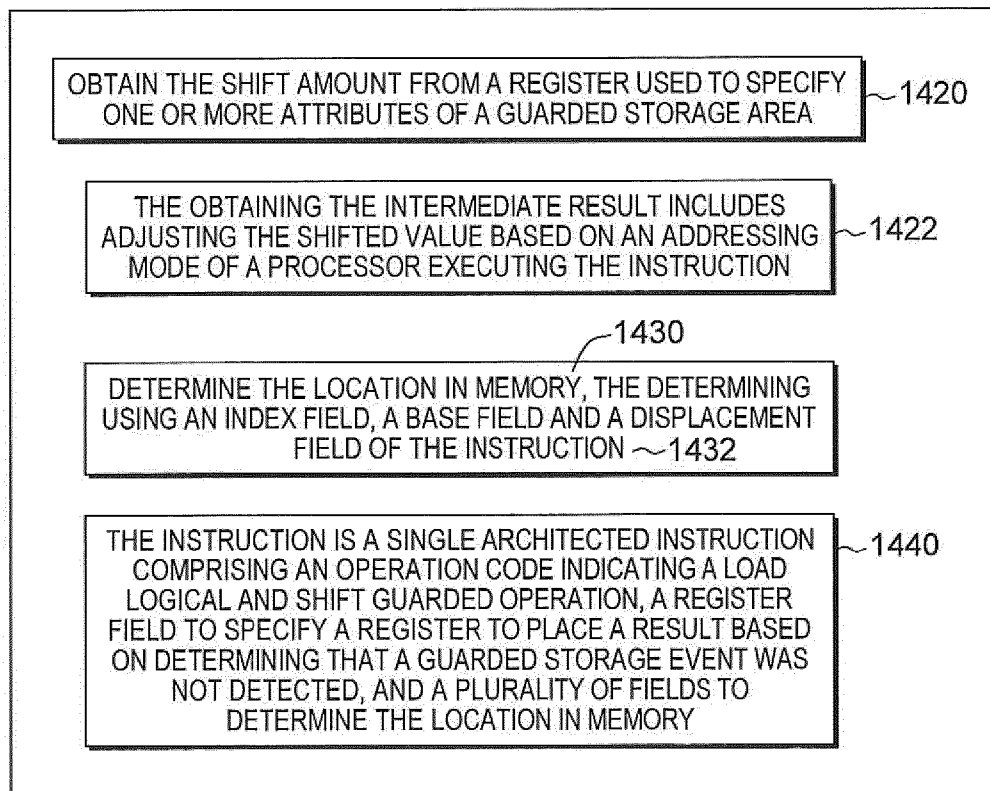 OBTAIN THE SHIFT AMOUNT FROM A REGISTER USED TO SPECIFY
ONE OR MORE ATTRIBUTES OF A GUARDED STORAGE AREA
1420
THE OBTAINING THE INTERMEDIATE RESULT INCLUDES
ADJUSTING THE SHIFTED VALUE BASED ON AN ADDRESSING
MODE OF A PROCESSOR EXECUTING THE INSTRUCTION
1422
1430
DETERMINE THE LOCATION IN MEMORY, THE DETERMINING
USING AN INDEX FIELD, A BASE FIELD AND A DISPLACEMENT
FIELD OF THE INSTRUCTION 1432
THE INSTRUCTION IS A SINGLE ARCHITECTED INSTRUCTION
COMPRISING AN OPERATION CODE INDICATING A LOAD
LOGICAL AND SHIFT GUARDED OPERATION, A REGISTER
FIELD TO SPECIFY A REGISTER TO PLACE A RESULT BASED
ON DETERMINING THAT A GUARDED STORAGE EVENT WAS
NOT DETECTED, AND A PLURALITY OF FIELDS TO
DETERMINE THE LOCATION IN MEMORY
1440